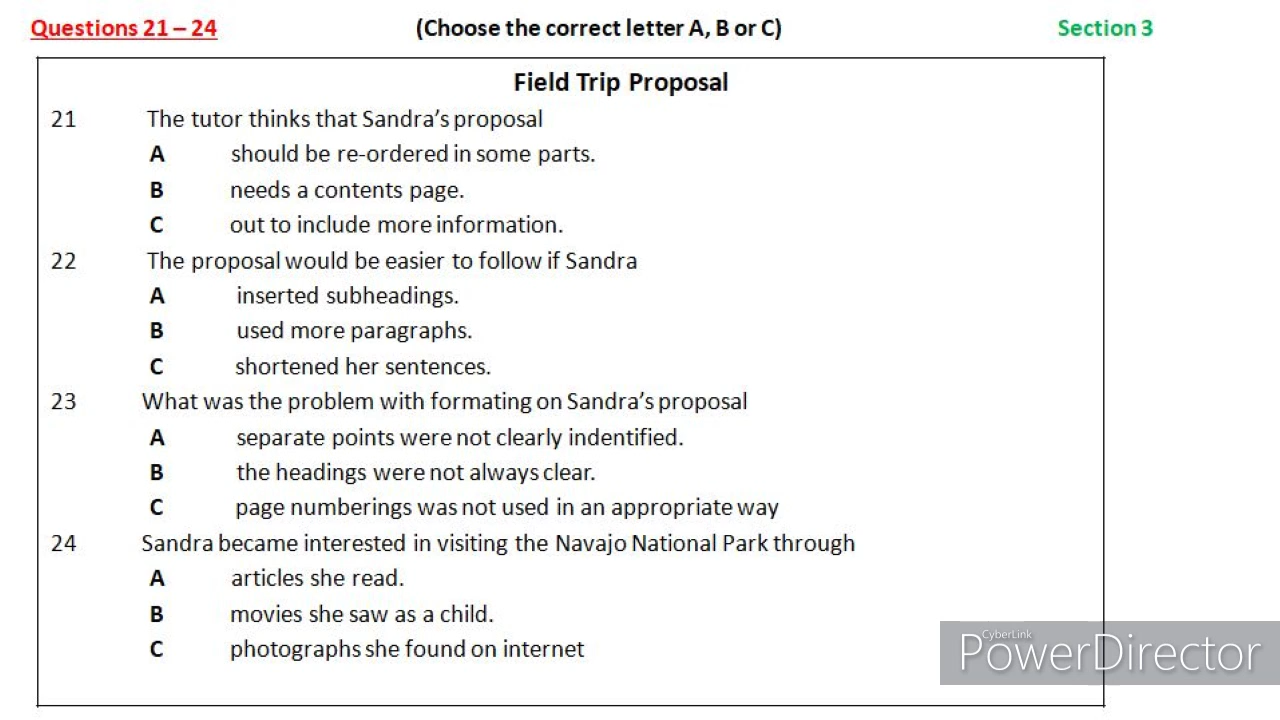 Questions 21 – 24 (Choose the correct letter A, B or C) Section 3
Field Trip Proposal
21 The tutor thinks that Sandra's proposal
A should be re-ordered in some parts.
B needs a contents page.
C out to include more information.
22 The proposal would be easier to follow if Sandra
A inserted subheadings.
B used more paragraphs.
C shortened her sentences.
23 What was the problem with formating on Sandra's proposal
A separate points were not clearly indentified.
B the headings were not always clear.
C page numberings was not used in an appropriate way
24 Sandra became interested in visiting the Navajo National Park through
A articles she read.
B movies she saw as a child.
C photographs she found on internet
CyberLink
PowerDirector